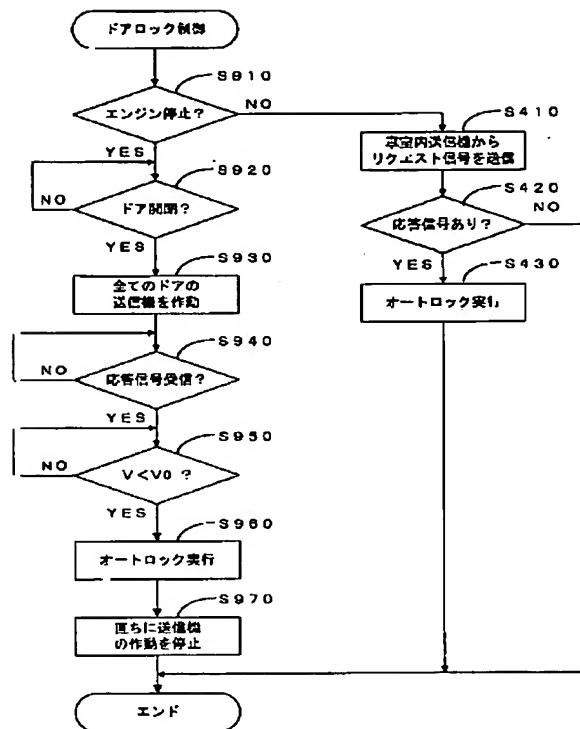 ドアロック制御
S910
エンジン停止?
NO
YES
S920
NO
ドア開閉?
YES
S930
全てのドアの
送信機を作動
S940
NO
応答信号受信?
YES
S950
NO
V<V0 ?
YES
S960
オートロック実行
S970
直ちに送信機
の作動を停止
エンド
S410
車室内送信機から
リクエスト信号を送信
S420
応答信号あり?
NO
YES
S430
オートロック実行